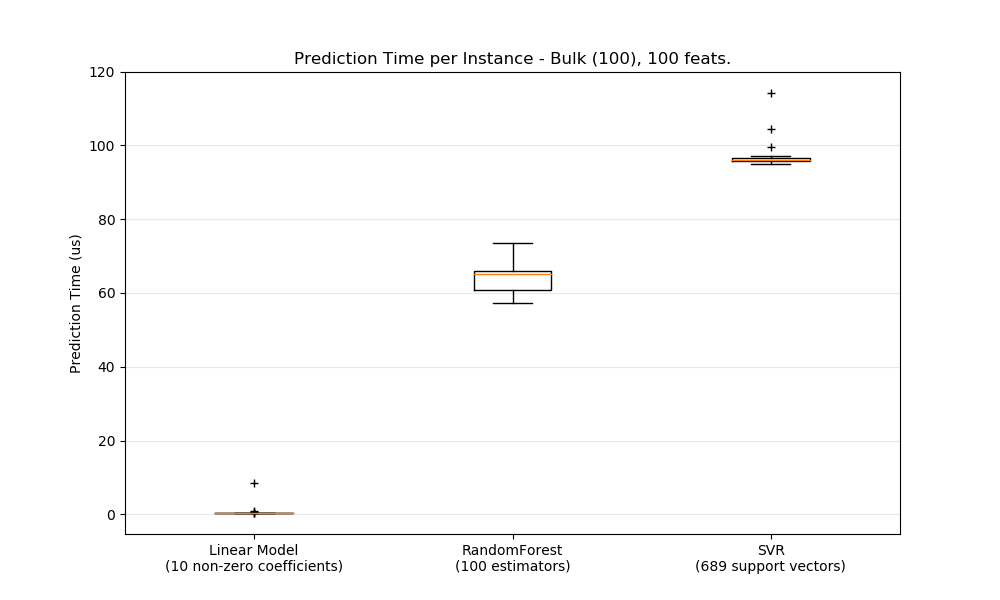 Prediction Time per Instance - Bulk (100), 100 feats.
120
100
80
60
40
20
0
Prediction Time (us)
Linear Model
(10 non-zero coefficients)
RandomForest
(100 estimators)
SVR
(689 support vectors)